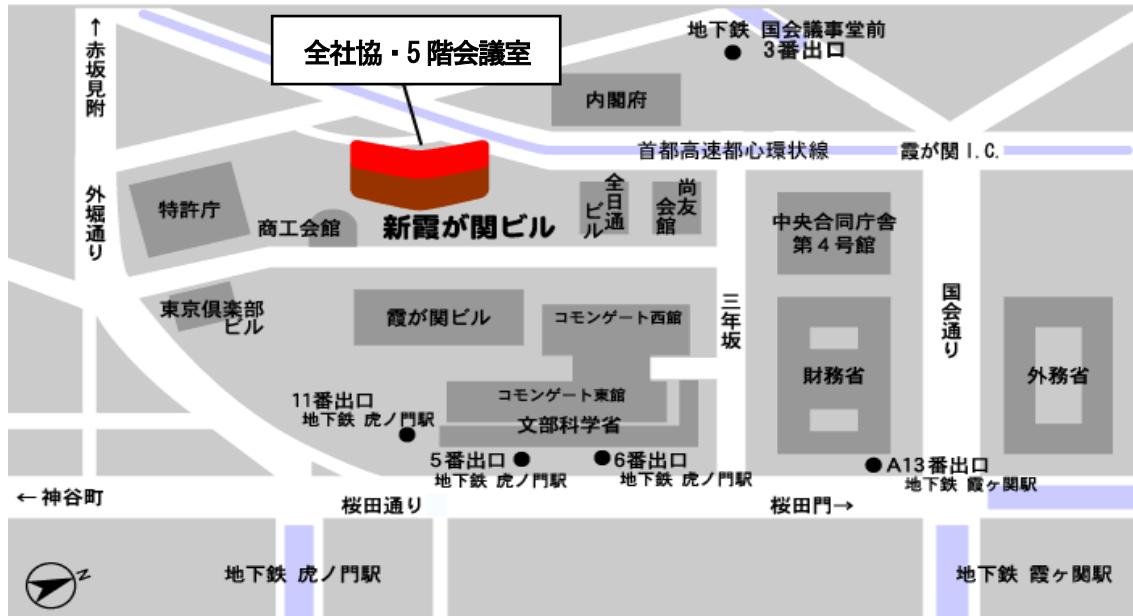 ↑赤坂見附
全社協・5階会議室
地下鉄 国会議事堂前
3番出口
内閣府
首都高速都心環状線
霞が関 I.C.
外堀通り
特許庁
商工会館
新霞が関ビル
全日通
ビル
尚友
会館
中央合同庁舎
第4号館
東京倶楽部
ビル
霞が関ビル
コモンゲート西館
三年坂
国会通り
財務省
外務省
コモンゲート東館
文部科学省
11番出口
地下鉄 虎ノ門駅
5番出口
地下鉄 虎ノ門駅
6番出口
地下鉄 虎ノ門駅
A13番出口
地下鉄 霞ヶ関駅
←神谷町
桜田通り
桜田門→
Z
地下鉄 虎ノ門駅
地下鉄 霞ヶ関駅